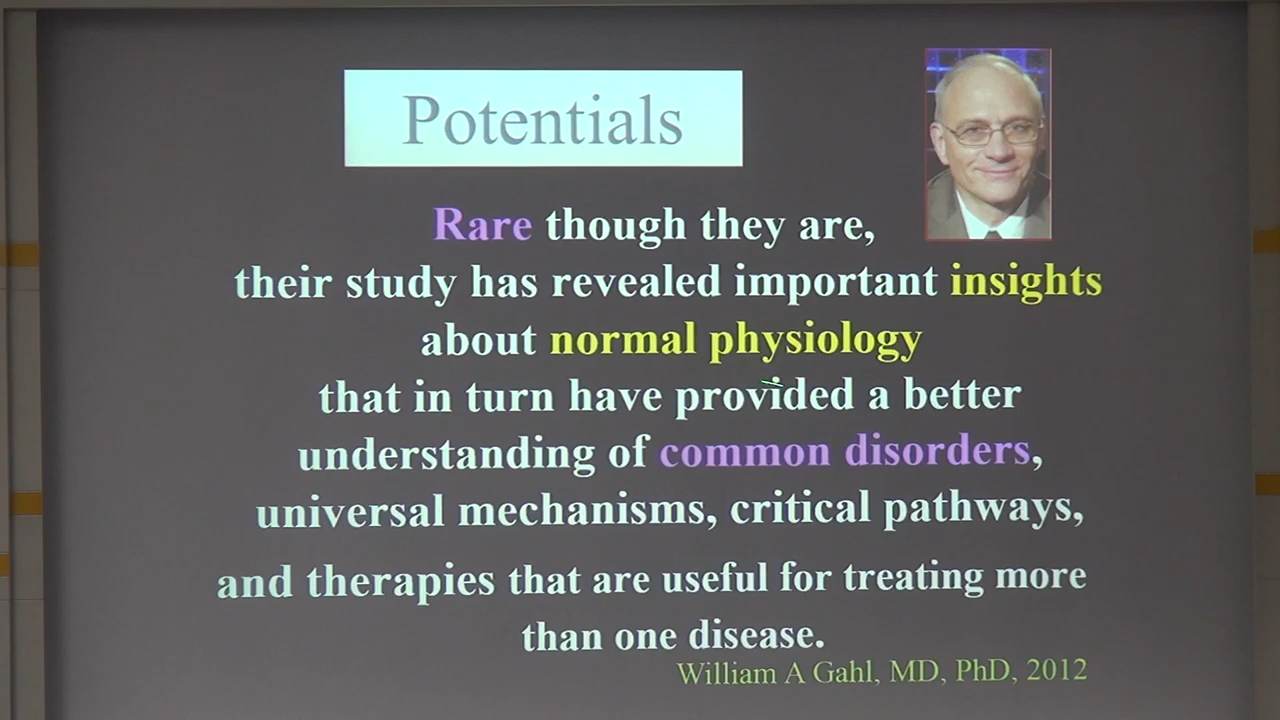 Potentials
Rare though they are,
their study has revealed important insights
about normal physiology
that in turn have provided a better
understanding of common disorders,
universal mechanisms, critical pathways,
and therapies that are useful for treating more
than one disease.
William A Gahl, MD, PhD, 2012